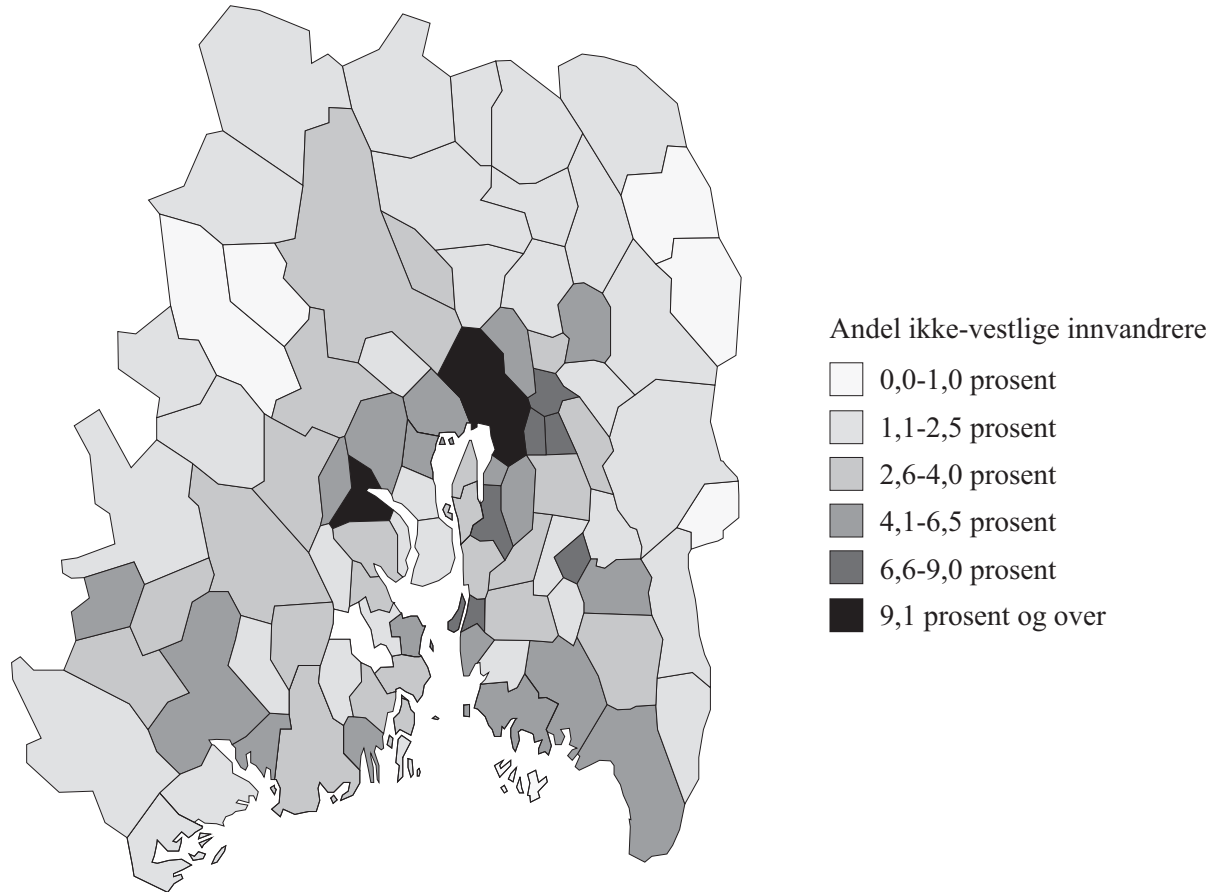 Andel ikke-vestlige innvandrere
0,0-1,0 prosent
1,1-2,5 prosent
2,6-4,0 prosent
4,1-6,5 prosent
6,6-9,0 prosent
9,1 prosent og over